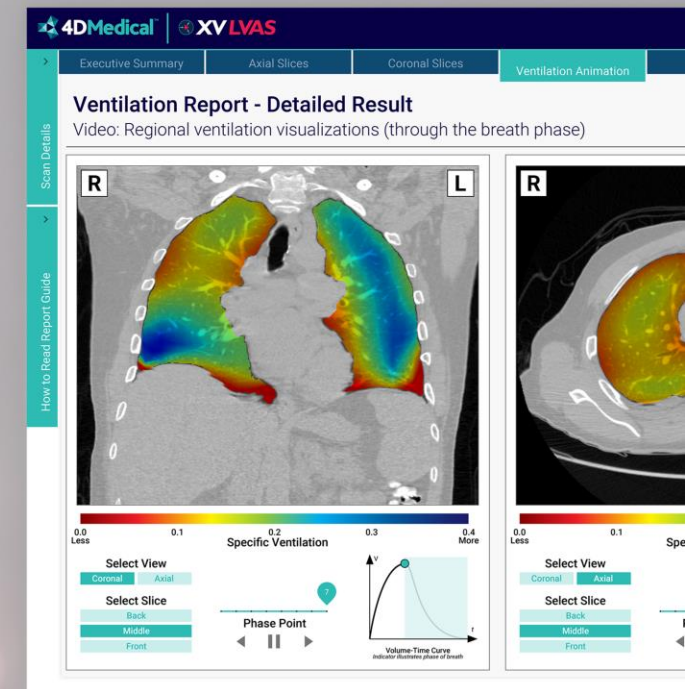 4DMedical XV LVAS
Executive Summary
Axial Slices
Coronal Slices
Ventilation Animation
Scan Details
How to Read Report Guide
Ventilation Report - Detailed Result
Video: Regional ventilation visualizations (through the breath phase)
R
L
0.0
0.1
0.2
0.3
0.4
Less
Specific Ventilation
More
Select View
Coronal
Axial
Select Slice
Back
Middle
Front
7
Phase Point
V
t
Volume-Time Curve
Indicator illustrates phase of breath
R
0.0
0.1
Less
Spe
Select View
Coronal
Axial
Select Slice
Back
Middle
Front
P